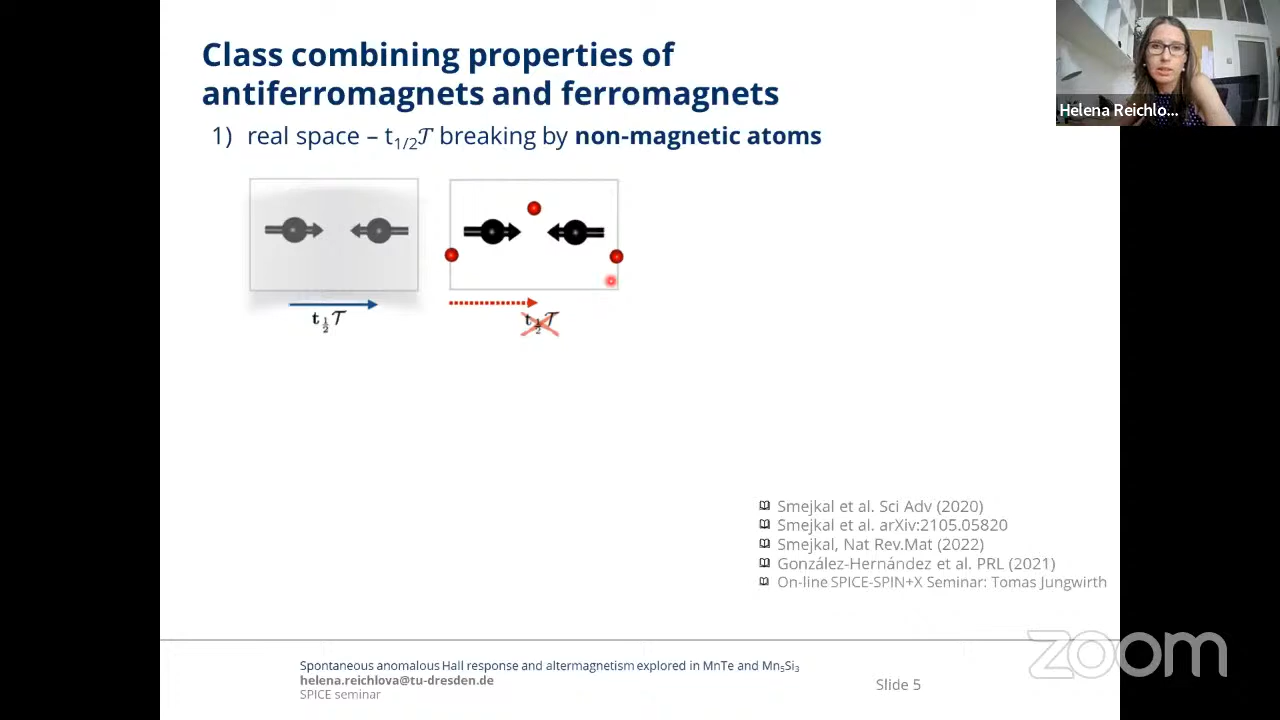 Class combining properties of
antiferromagnets and ferromagnets
1) real space – t1/2𝒯 breaking by non-magnetic atoms
t½𝒯
t½𝒯
Smejkal et al. Sci Adv (2020)
Smejkal et al. arXiv:2105.05820
Smejkal, Nat Rev.Mat (2022)
González-Hernández et al. PRL (2021)
On-line SPICE-SPIN+X Seminar: Tomas Jungwirth
Spontaneous anomalous Hall response and altermagnetism explored in MnTe and Mn5Si3
helena.reichlova@tu-dresden.de
SPICE seminar
Slide 5
Helena Reichlo...
zoom